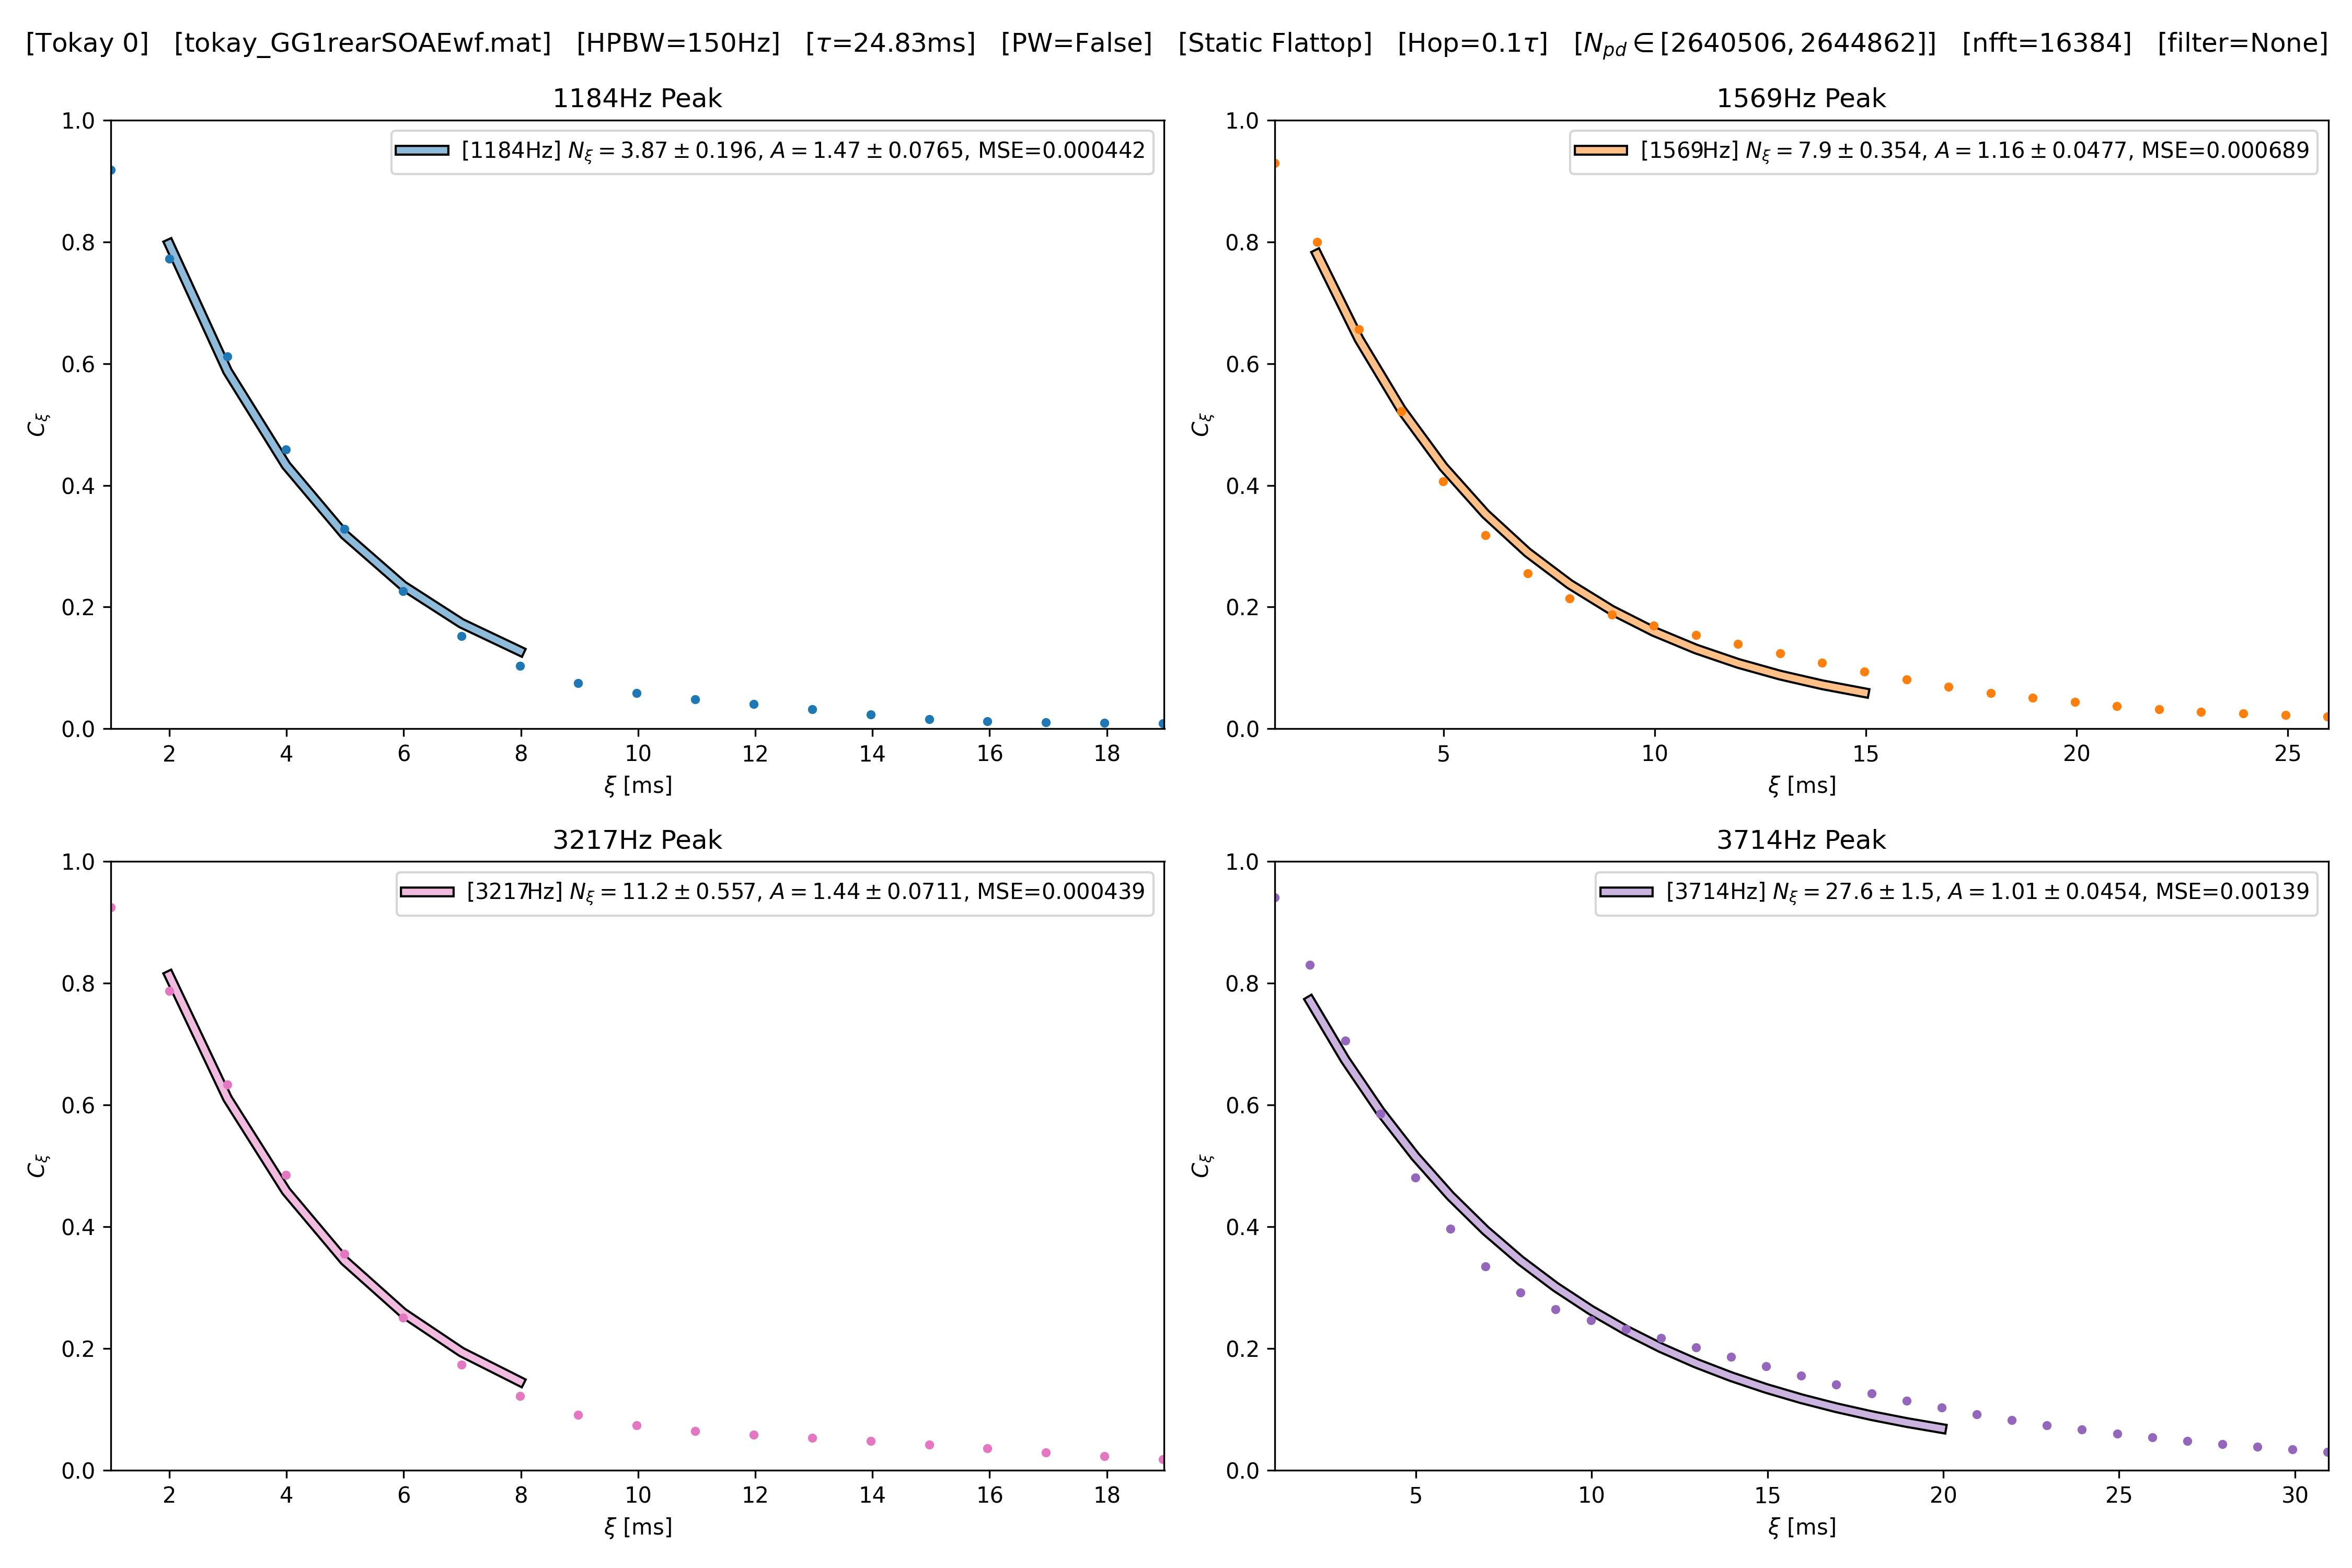 [Tokay 0] [tokay_GG1rearSOAEwf.mat] [HPBW=150Hz] [τ=24.83ms] [PW=False] [Static Flattop] [Hop=0.1τ] [N_pd ∈ [2640506, 2644862]] [nfft=16384] [filter=None]
1184Hz Peak
[1184Hz] N_ξ = 3.87 ± 0.196, A = 1.47 ± 0.0765, MSE=0.000442
1.0
0.8
0.6
0.4
0.2
0.0
C_ξ
2 4 6 8 10 12 14 16 18
ξ [ms]
1569Hz Peak
[1569Hz] N_ξ = 7.9 ± 0.354, A = 1.16 ± 0.0477, MSE=0.000689
1.0
0.8
0.6
0.4
0.2
0.0
C_ξ
5 10 15 20 25
ξ [ms]
3217Hz Peak
[3217Hz] N_ξ = 11.2 ± 0.557, A = 1.44 ± 0.0711, MSE=0.000439
1.0
0.8
0.6
0.4
0.2
0.0
C_ξ
2 4 6 8 10 12 14 16 18
ξ [ms]
3714Hz Peak
[3714Hz] N_ξ = 27.6 ± 1.5, A = 1.01 ± 0.0454, MSE=0.00139
1.0
0.8
0.6
0.4
0.2
0.0
C_ξ
5 10 15 20 25 30
ξ [ms]